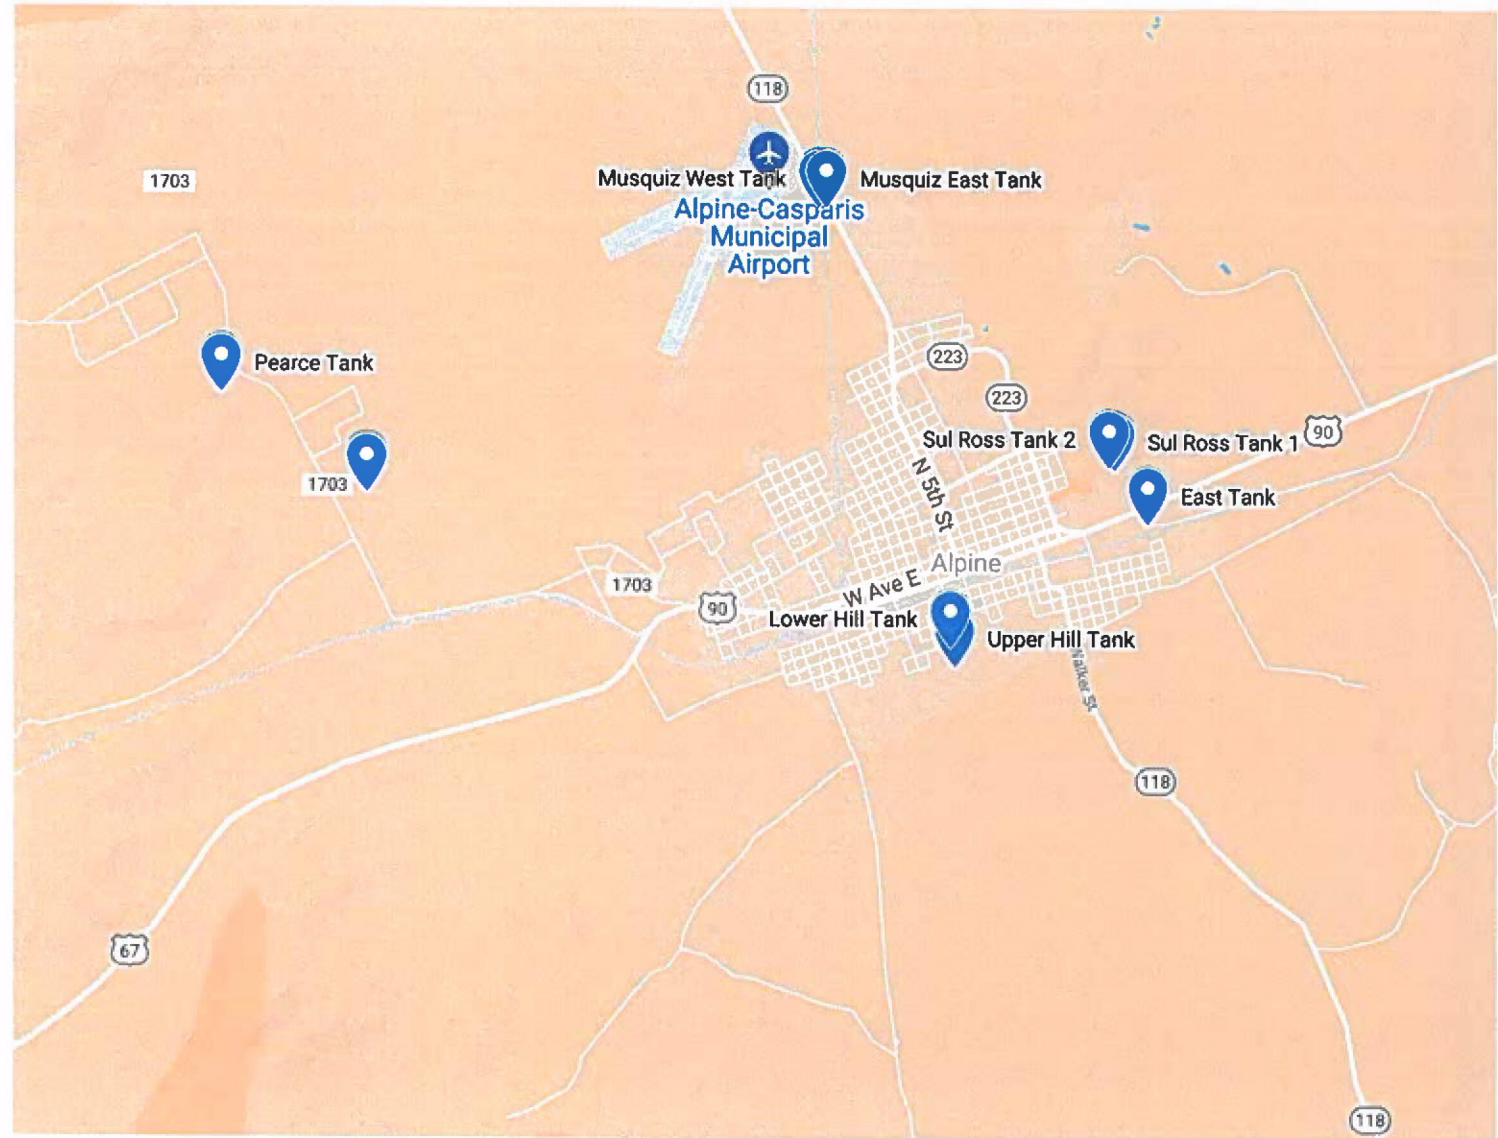 118
1703
Musquiz West Tank
Musquiz East Tank
Alpine-Casparis
Municipal
Airport
223
Pearce Tank
223
90
Sul Ross Tank 2
Sul Ross Tank 1
1703
N 5th St
East Tank
Alpine
1703
W Ave E
90
Lower Hill Tank
Upper Hill Tank
Walker St
118
67
118